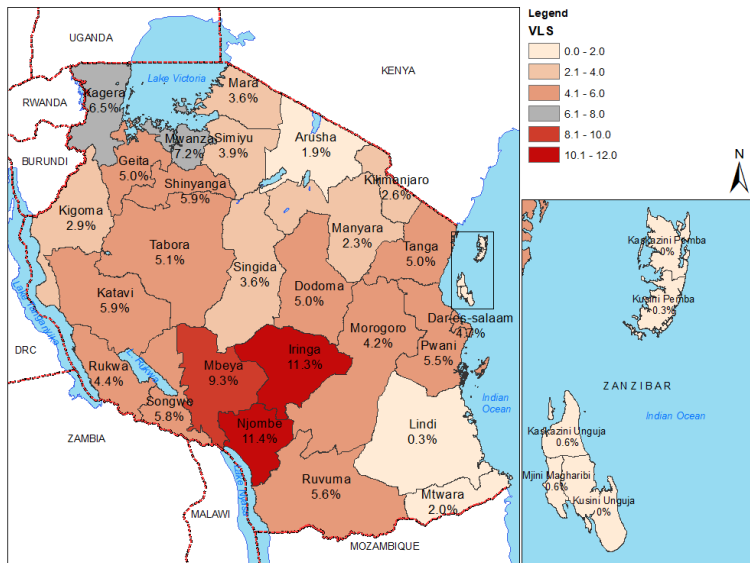 UGANDA
KENYA
Lake Victoria
RWANDA
BURUNDI
DRC
ZAMBIA
MALAWI
MOZAMBIQUE
Kagera
6.5%
Mara
3.6%
Mwanza
7.2%
Simiyu
3.9%
Arusha
1.9%
Geita
5.0%
Shinyanga
5.9%
Kilimanjaro
2.6%
Kigoma
2.9%
Manyara
2.3%
Tabora
5.1%
Singida
3.6%
Tanga
5.0%
Dodoma
5.0%
Katavi
5.9%
Lake Tanganyika
Morogoro
4.2%
Dar-es-salaam
4.7%
Pwani
5.5%
Rukwa
4.4%
L. Rukwa
Mbeya
9.3%
Iringa
11.3%
Songwe
5.8%
Njombe
11.4%
Lindi
0.3%
Indian
Ocean
Ruvuma
5.6%
Mtwara
2.0%
Legend
VLS
0.0 - 2.0
2.1 - 4.0
4.1 - 6.0
6.1 - 8.0
8.1 - 10.0
10.1 - 12.0
N
Kaskazini Pemba
0%
Kusini Pemba
0.3%
ZANZIBAR
Indian Ocean
Kaskazini Unguja
0.6%
Mjini Magharibi
0.6%
Kusini Unguja
0%